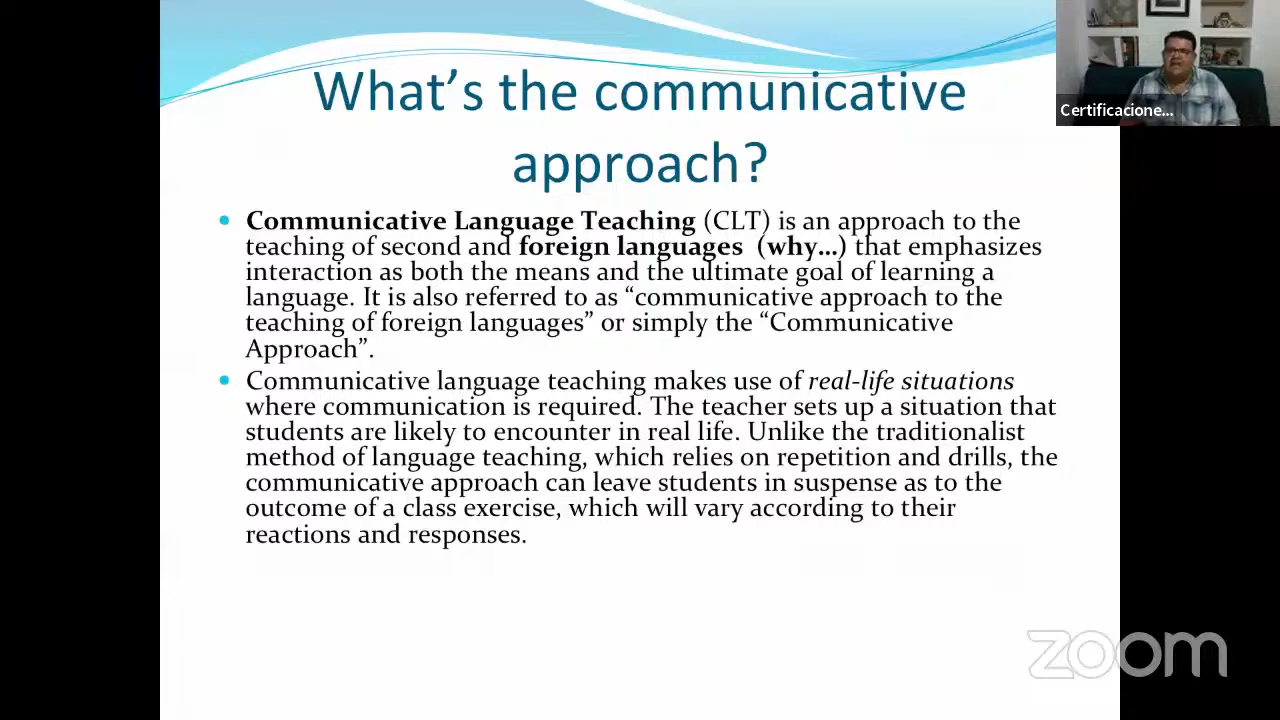 What's the communicative
approach?
Certificacione...
• Communicative Language Teaching (CLT) is an approach to the
teaching of second and foreign languages (why...) that emphasizes
interaction as both the means and the ultimate goal of learning a
language. It is also referred to as “communicative approach to the
teaching of foreign languages” or simply the “Communicative
Approach”.
• Communicative language teaching makes use of real-life situations
where communication is required. The teacher sets up a situation that
students are likely to encounter in real life. Unlike the traditionalist
method of language teaching, which relies on repetition and drills, the
communicative approach can leave students in suspense as to the
outcome of a class exercise, which will vary according to their
reactions and responses.
zoom